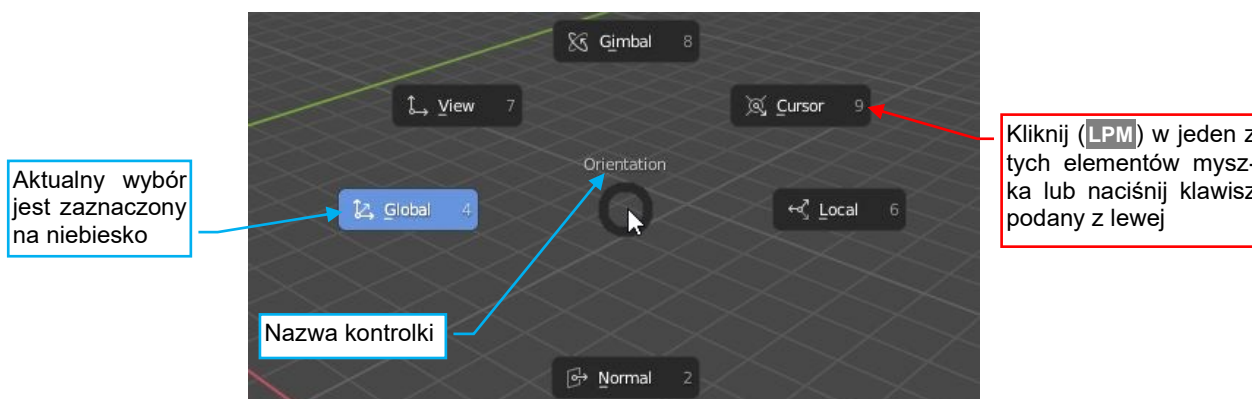 Gimbal 8
View 7
Cursor 9
Orientation
Global 4
Local 6
Normal 2
Aktualny wybór
jest zaznaczony
na niebiesko
Nazwa kontrolki
Kliknij (LPM) w jeden z
tych elementów mysz-
ka lub naciśnij klawisz
podany z lewej